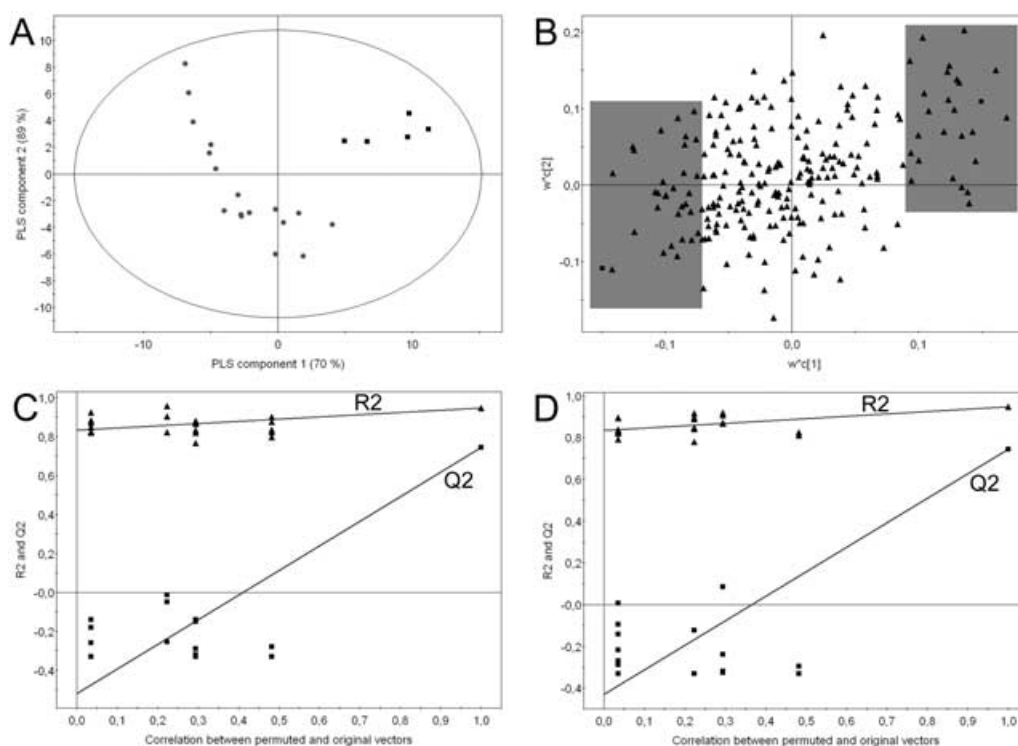 A
PLS component 2 (89 %)
10
8
6
4
2
0
-2
-4
-6
-8
-10
-10
0
10
PLS component 1 (70 %)
B
w*c[2]
0,2
0,1
0,0
-0,1
-0,1
0,0
0,1
w*c[1]
C
R2 and Q2
1,0
0,8
0,6
0,4
0,2
-0,0
-0,2
-0,4
R2
Q2
0,0 0,1 0,2 0,3 0,4 0,5 0,6 0,7 0,8 0,9 1,0
Correlation between permuted and original vectors
D
R2 and Q2
1,0
0,8
0,6
0,4
0,2
-0,0
-0,2
-0,4
R2
Q2
0,0 0,1 0,2 0,3 0,4 0,5 0,6 0,7 0,8 0,9 1,0
Correlation between permuted and original vectors